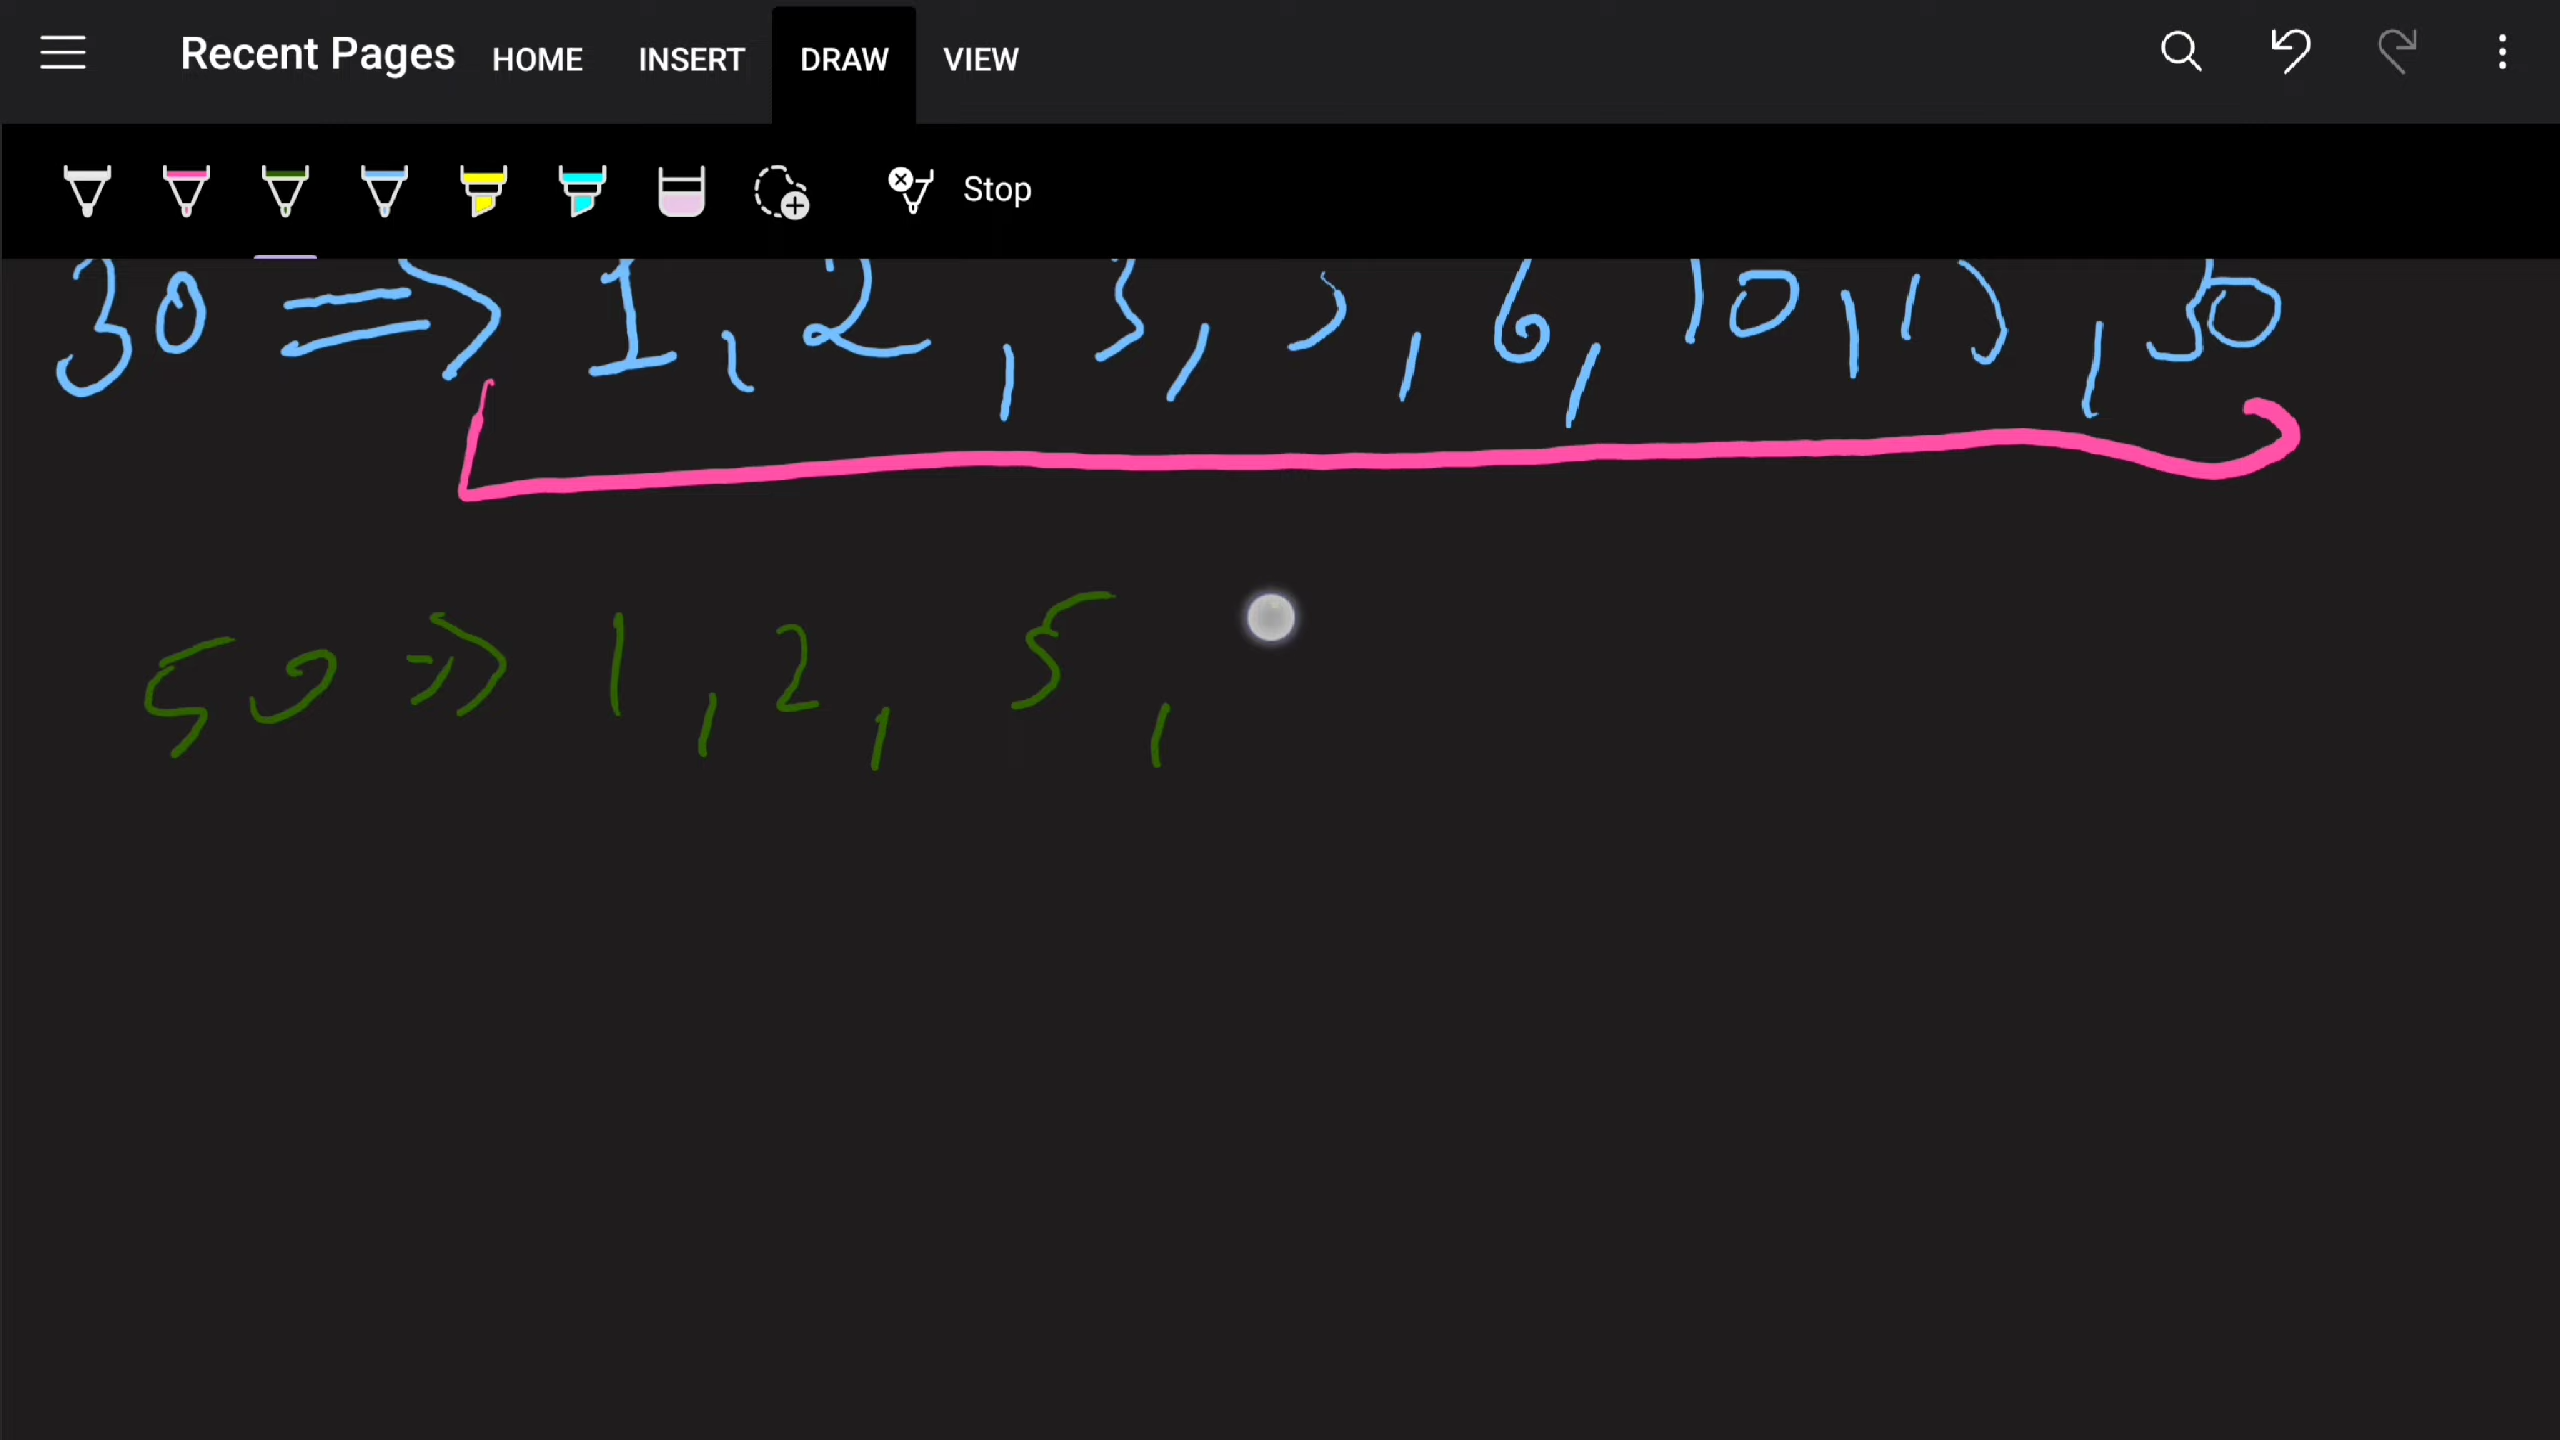 Recent Pages HOME INSERT DRAW VIEW
Stop
30 => 1, 2, 3, 5, 6, 10, 15, 30
50 => 1, 2, 5,